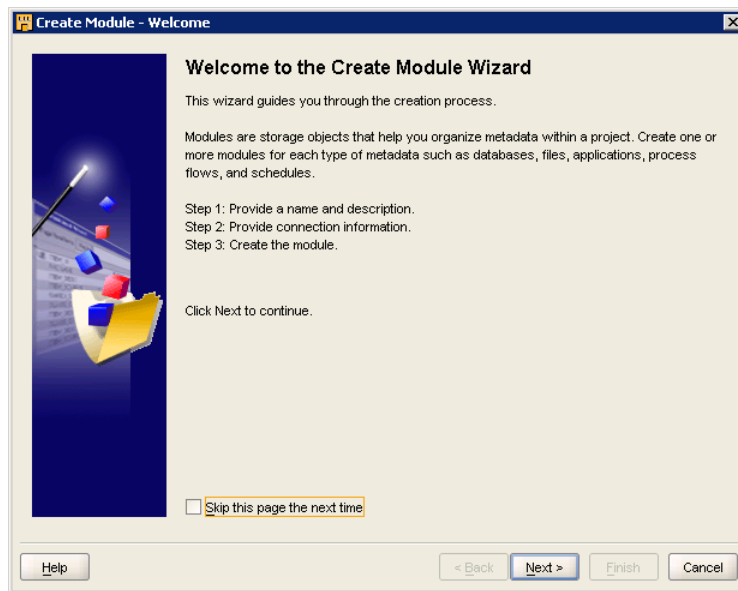 Create Module - Welcome
Welcome to the Create Module Wizard
This wizard guides you through the creation process.
Modules are storage objects that help you organize metadata within a project. Create one or
more modules for each type of metadata such as databases, files, applications, process
flows, and schedules.
Step 1: Provide a name and description.
Step 2: Provide connection information.
Step 3: Create the module.
Click Next to continue.
Skip this page the next time
Help
< Back
Next >
Finish
Cancel